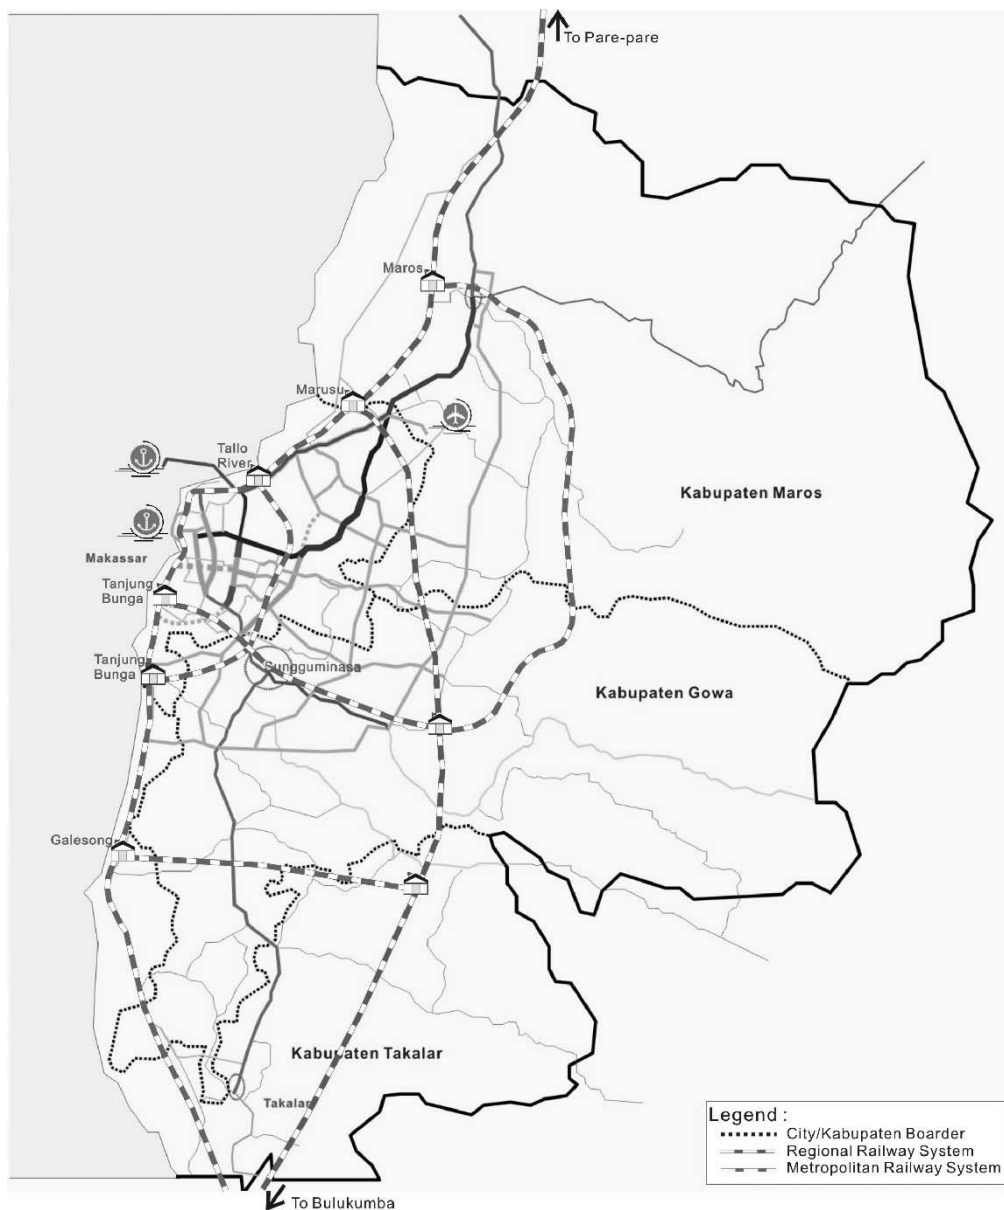 To Pare-pare
Maros
Marusu
Tallo
River
Kabupaten Maros
Makassar
Tanjung
Bunga
Tanjung
Bunga
Sungguminasa
Kabupaten Gowa
Galesong
Kabupaten Takalar
Takalar
Legend :
City/Kabupaten Boarder
Regional Railway System
Metropolitan Railway System
To Bulukumba